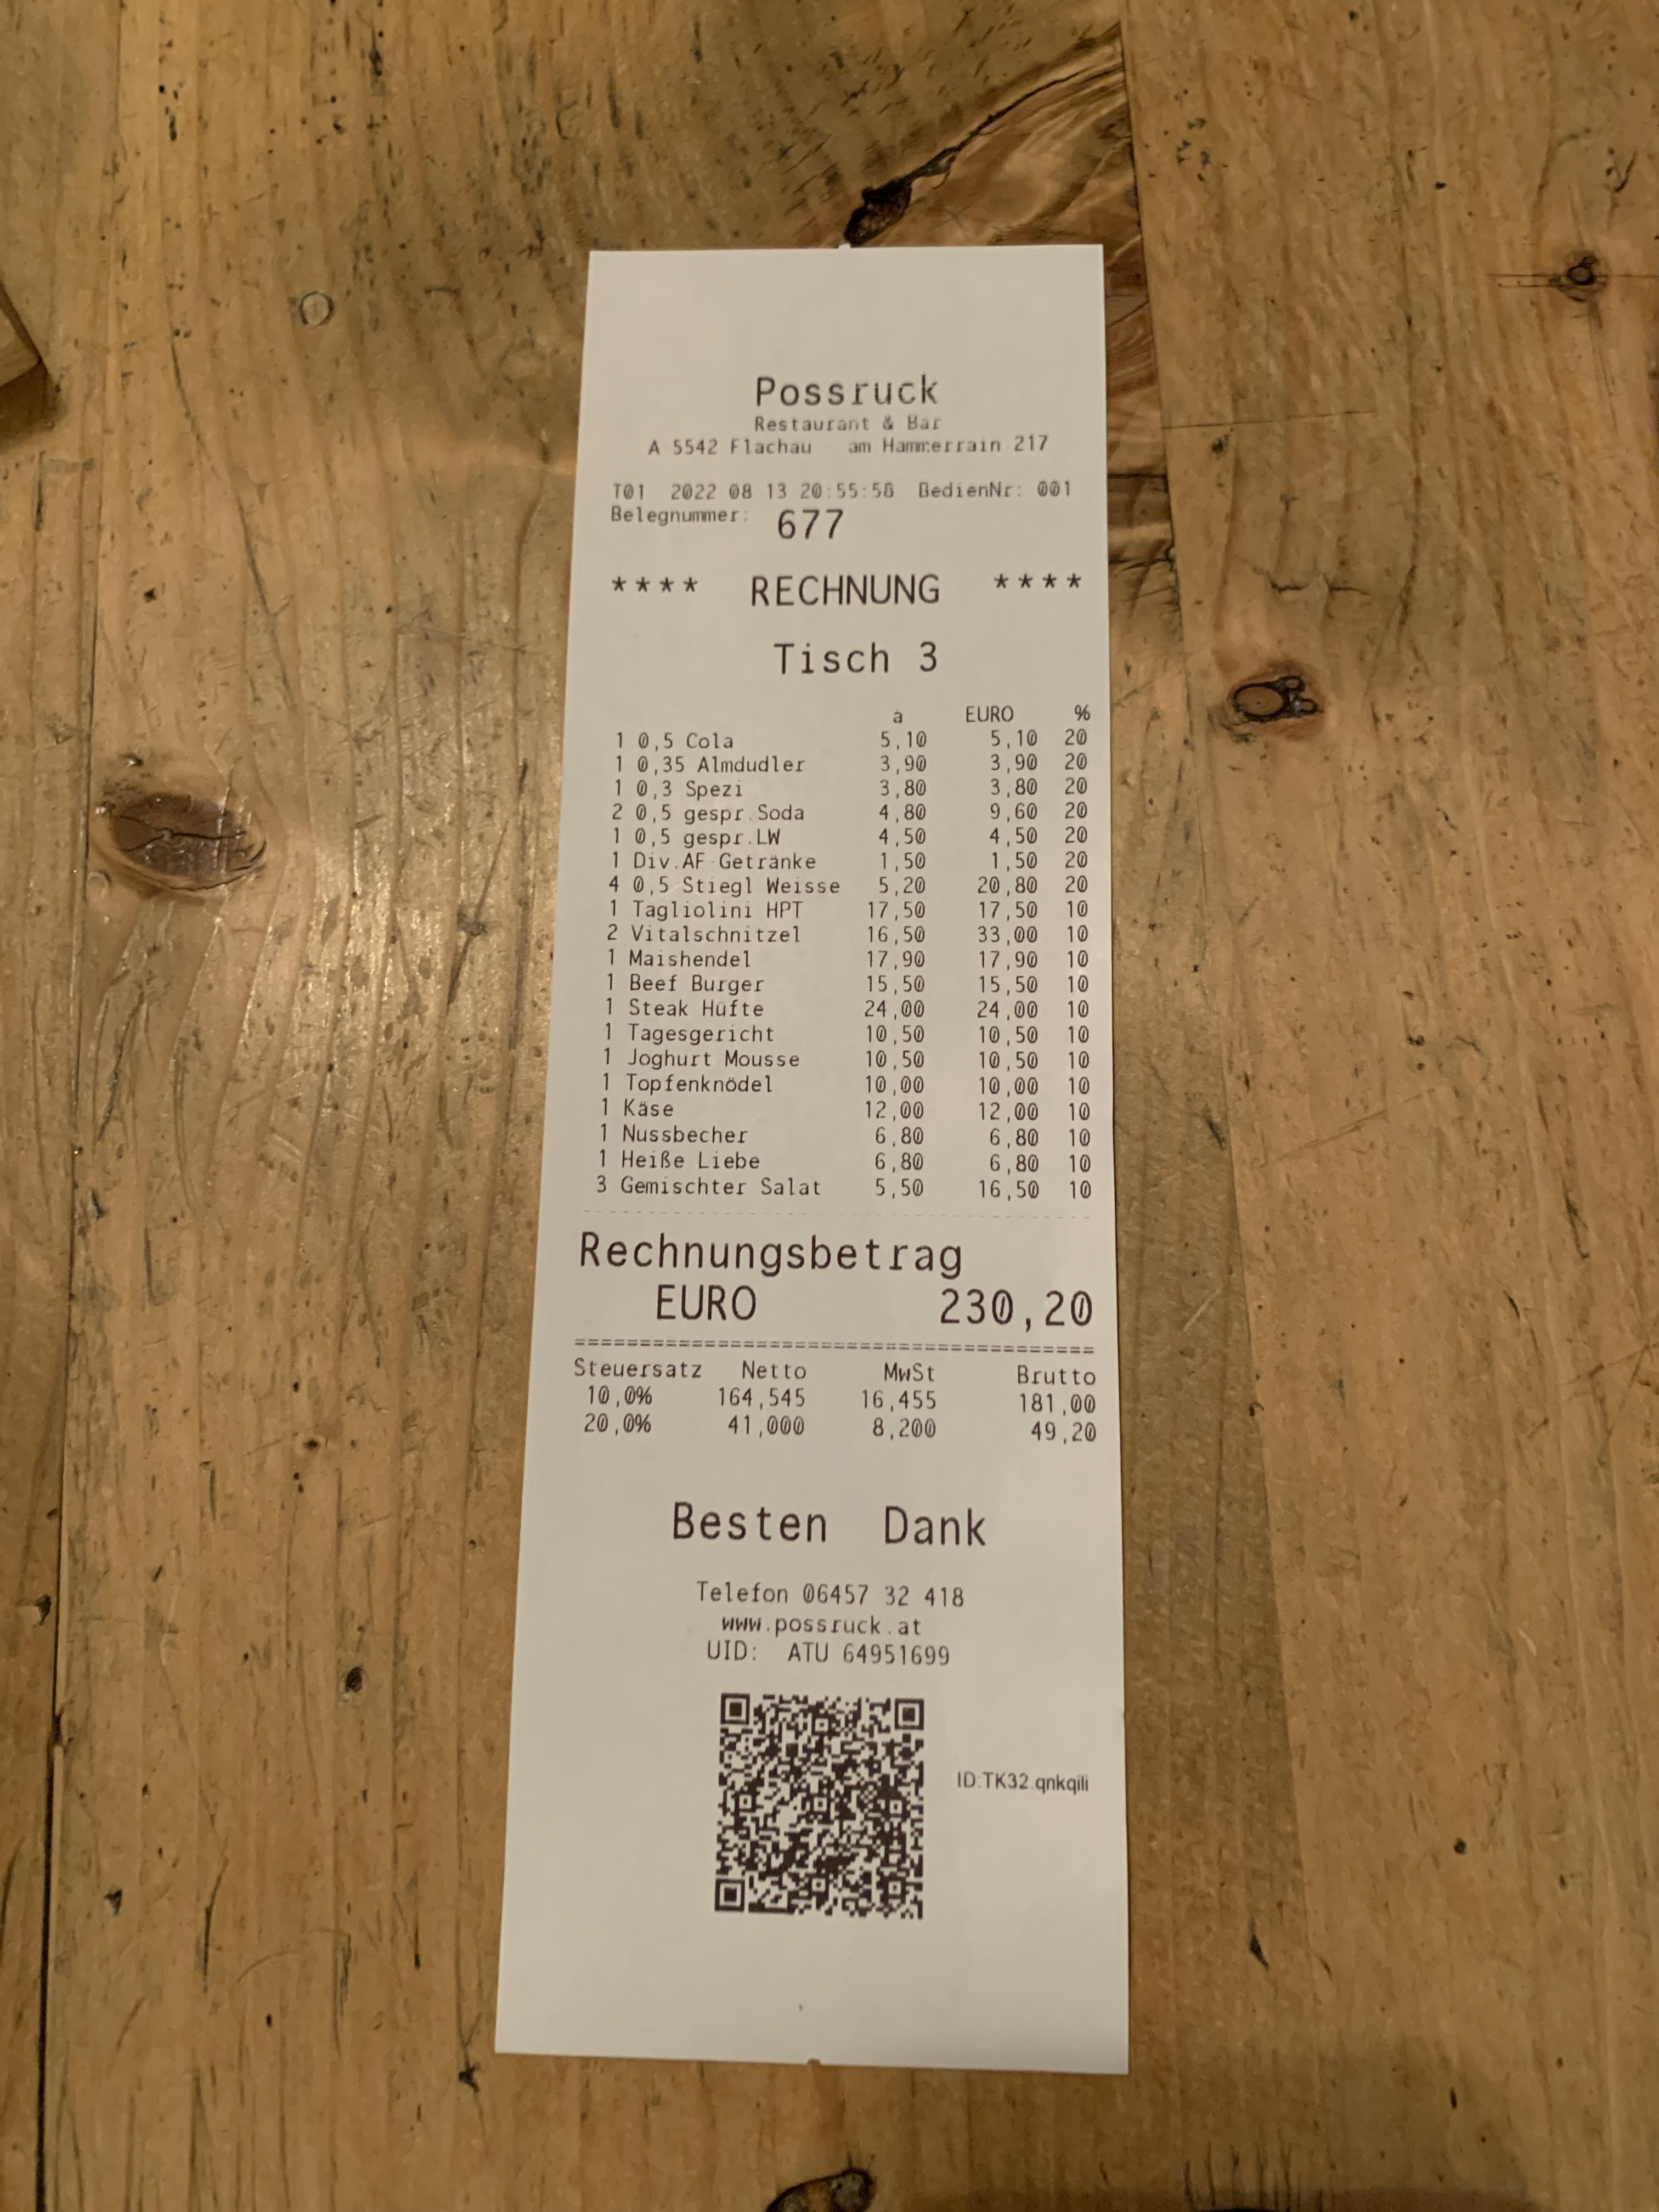 Possruck
Restaurant & Bar
A 5542 Flachau am Hammerrain 217
T01 2022 08 13 20:55:58 BedienNr: 001
Belegnummer: 677
**** RECHNUNG ****
Tisch 3
à EURO %
1 0,5 Cola 5,10 5,10 20
1 0,35 Almdudler 3,90 3,90 20
1 0,3 Spezi 3,80 3,80 20
2 0,5 gespr.Soda 4,80 9,60 20
1 0,5 gespr.LW 4,50 4,50 20
1 Div.AF Getränke 1,50 1,50 20
4 0,5 Stiegl Weisse 5,20 20,80 20
1 Tagliolini HPT 17,50 17,50 10
2 Vitalschnitzel 16,50 33,00 10
1 Maishendel 17,90 17,90 10
1 Beef Burger 15,50 15,50 10
1 Steak Hüfte 24,00 24,00 10
1 Tagesgericht 10,50 10,50 10
1 Joghurt Mousse 10,50 10,50 10
1 Topfenknödel 10,00 10,00 10
1 Käse 12,00 12,00 10
1 Nussbecher 6,80 6,80 10
1 Heiße Liebe 6,80 6,80 10
3 Gemischter Salat 5,50 16,50 10
Rechnungsbetrag
EURO 230,20
Steuersatz Netto MwSt Brutto
10,0% 164,545 16,455 181,00
20,0% 41,000 8,200 49,20
Besten Dank
Telefon 06457 32 418
www.possruck.at
UID: ATU 64951699
ID:TK32.qnkqili